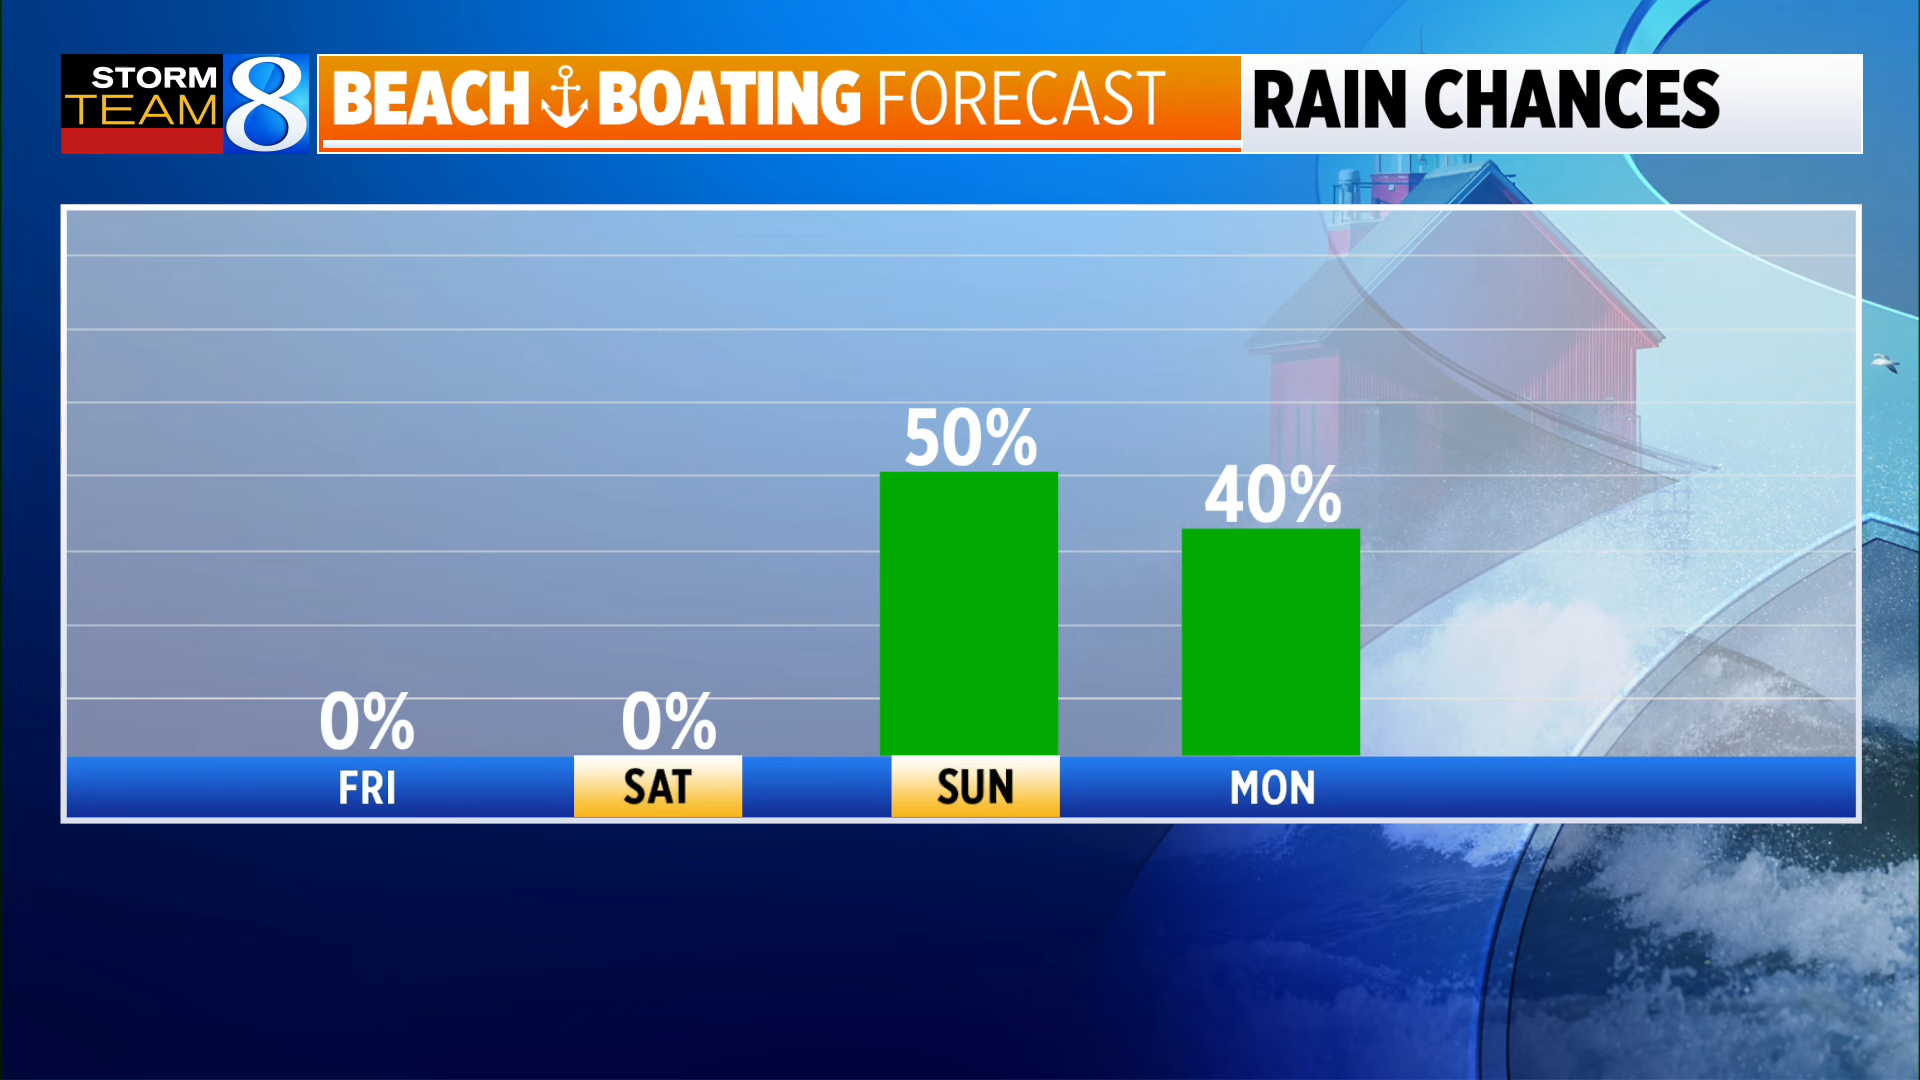 STORM
TEAM 8
BEACH BOATING FORECAST RAIN CHANCES
50%
40%
0% 0%
FRI SAT SUN MON